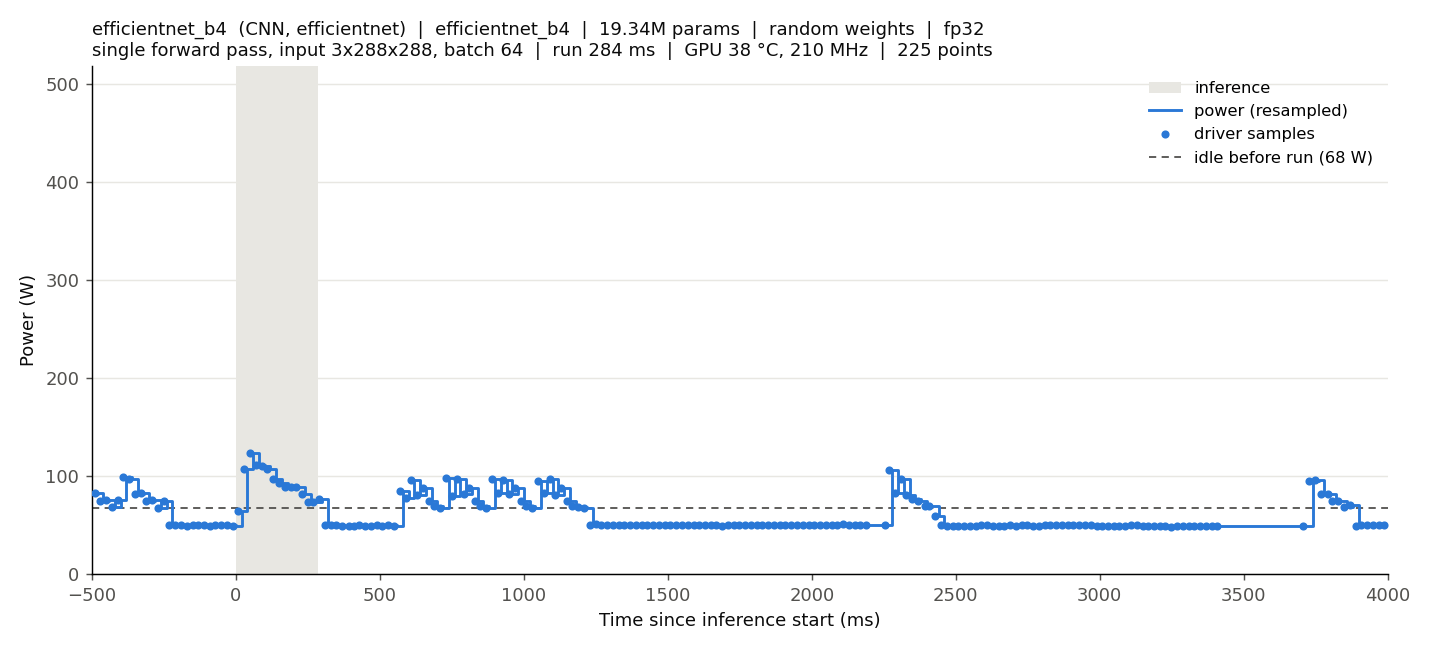 efficientnet_b4  (CNN, efficientnet)  |  efficientnet_b4  |  19.34M params  |  random weights  |  fp32
single forward pass, input 3x288x288, batch 64  |  run 284 ms  |  GPU 38 °C, 210 MHz  |  225 points
inference
power (resampled)
driver samples
idle before run (68 W)
Power (W)
500
400
300
200
100
0
−500
0
500
1000
1500
2000
2500
3000
3500
4000
Time since inference start (ms)